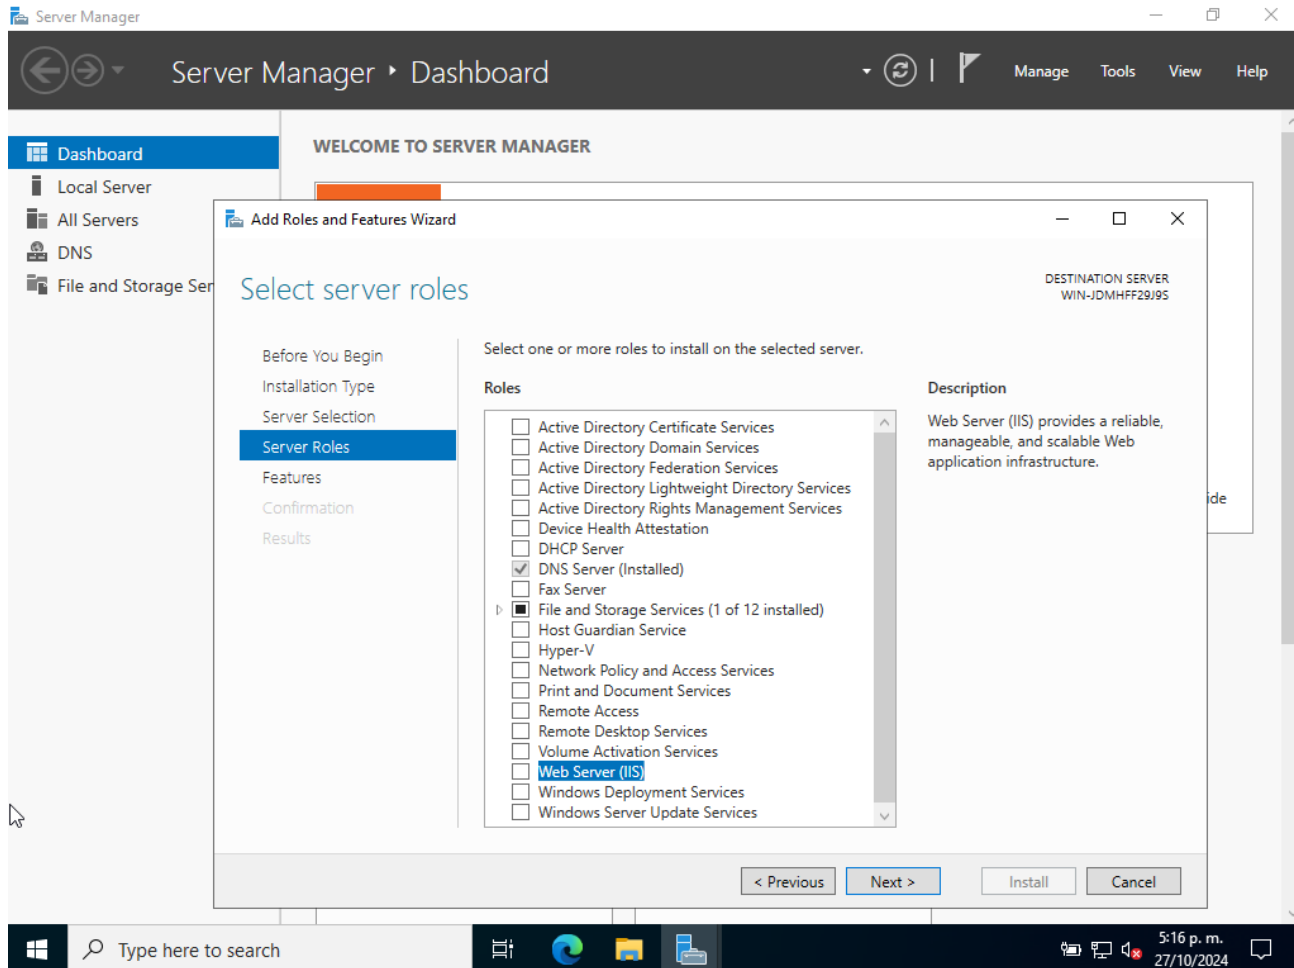 Server Manager
Server Manager • Dashboard
Manage Tools View Help
Dashboard
Local Server
All Servers
DNS
File and Storage Ser
WELCOME TO SERVER MANAGER
Add Roles and Features Wizard
Select server roles
DESTINATION SERVER
WIN-JDMHFF29J9S
Before You Begin
Installation Type
Server Selection
Server Roles
Features
Confirmation
Results
Select one or more roles to install on the selected server.
Roles
Active Directory Certificate Services
Active Directory Domain Services
Active Directory Federation Services
Active Directory Lightweight Directory Services
Active Directory Rights Management Services
Device Health Attestation
DHCP Server
DNS Server (Installed)
Fax Server
File and Storage Services (1 of 12 installed)
Host Guardian Service
Hyper-V
Network Policy and Access Services
Print and Document Services
Remote Access
Remote Desktop Services
Volume Activation Services
Web Server (IIS)
Windows Deployment Services
Windows Server Update Services
Description
Web Server (IIS) provides a reliable,
manageable, and scalable Web
application infrastructure.
ide
< Previous Next > Install Cancel
Type here to search
5:16 p. m.
27/10/2024